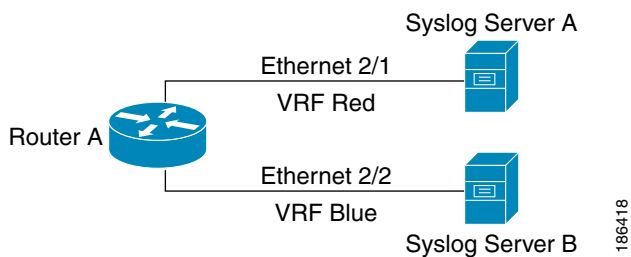 Syslog Server A
Ethernet 2/1
VRF Red
Router A
Ethernet 2/2
VRF Blue
Syslog Server B
186418